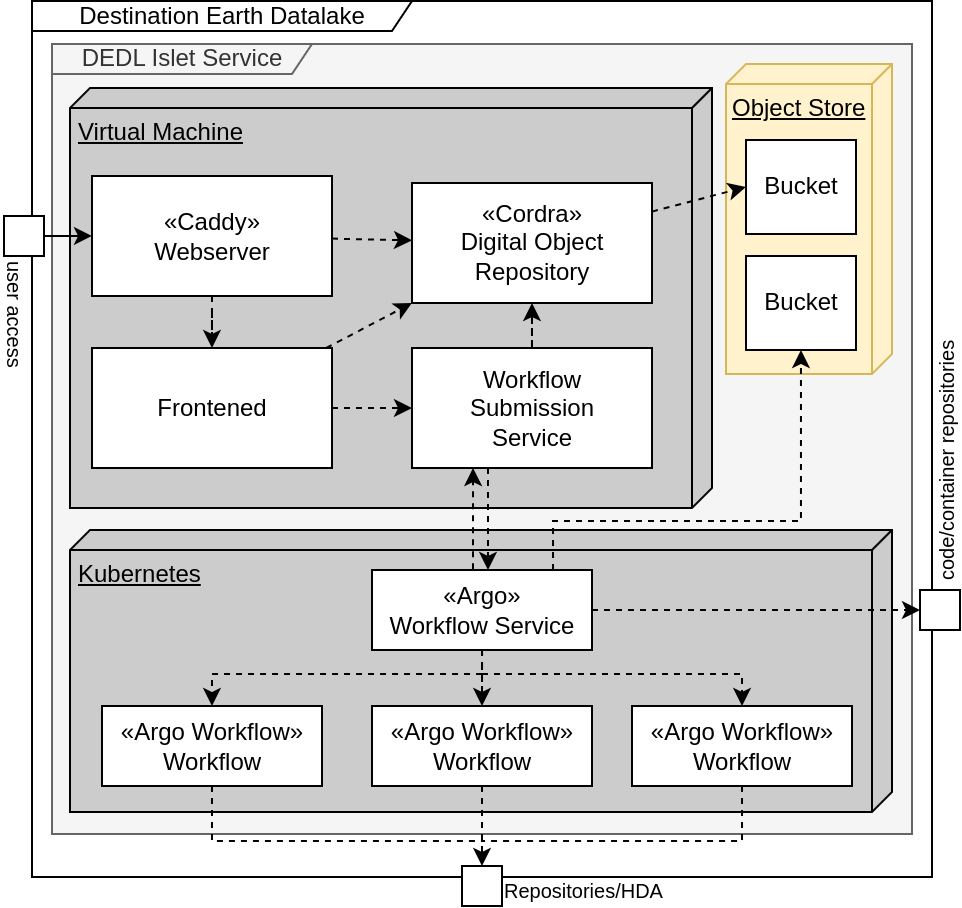 Destination Earth Datalake
DEDL Islet Service
Virtual Machine
Object Store
«Caddy»
Webserver
«Cordra»
Digital Object
Repository
Bucket
Bucket
user access
Frontened
Workflow
Submission
Service
code/container repositories
Kubernetes
«Argo»
Workflow Service
«Argo Workflow»
Workflow
«Argo Workflow»
Workflow
«Argo Workflow»
Workflow
Repositories/HDA